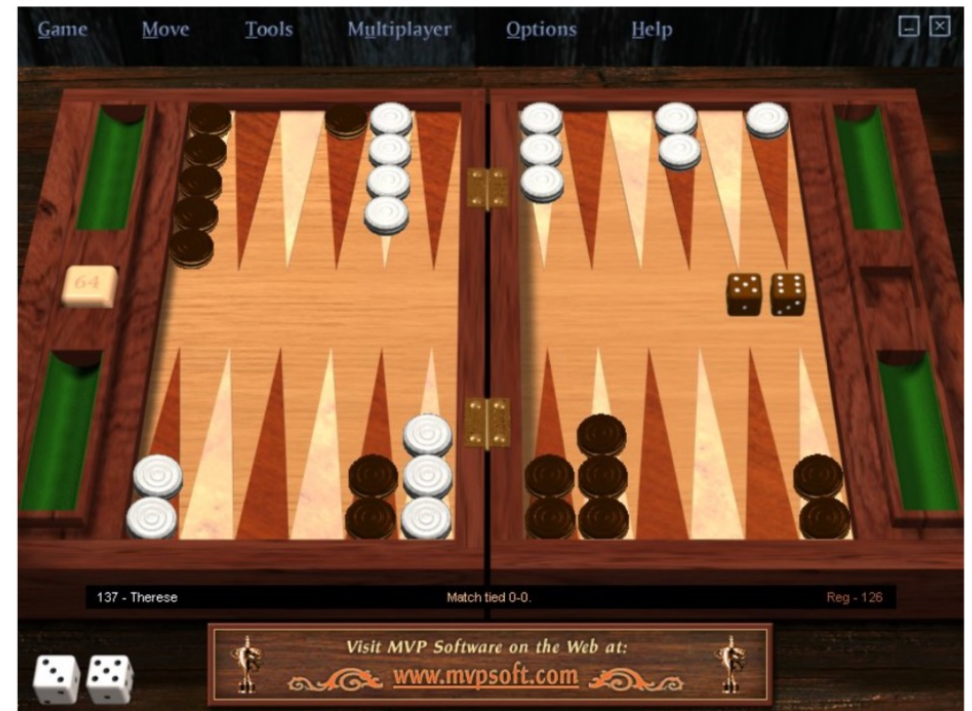 Game Move Tools Multiplayer Options Help
64
137 - Therese Match tied 0-0. Reg - 126
Visit MVP Software on the Web at:
www.mvpsoft.com